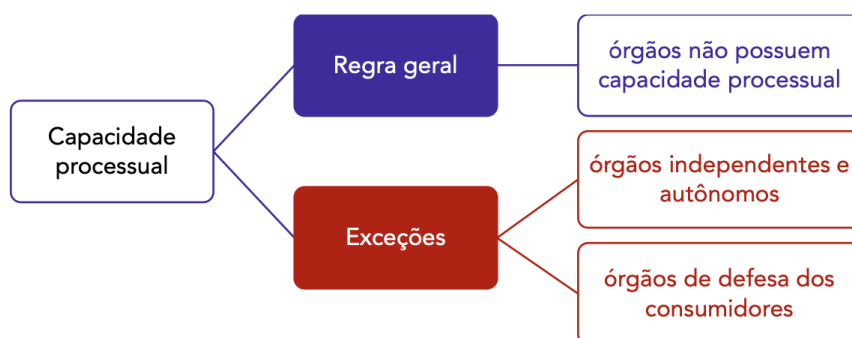 Capacidade
processual
Regra geral
órgãos não possuem
capacidade processual
Exceções
órgãos independentes e
autônomos
órgãos de defesa dos
consumidores